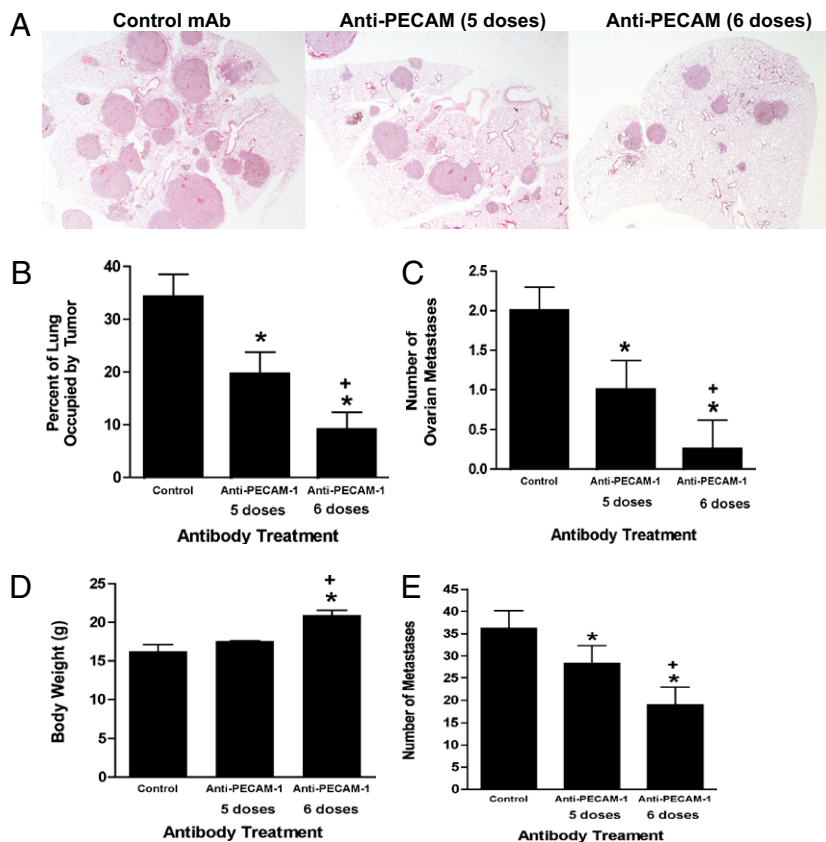 A
Control mAb
Anti-PECAM (5 doses)
Anti-PECAM (6 doses)
B
Percent of Lung
Occupied by Tumor
40
30
20
10
0
*
+
*
Control
Anti-PECAM-1
5 doses
Anti-PECAM-1
6 doses
Antibody Treatment
C
Number of
Ovarian Metastases
2.5
2.0
1.5
1.0
0.5
0.0
*
+
*
Control
Anti-PECAM-1
5 doses
Anti-PECAM-1
6 doses
Antibody Treatment
D
Body Weight (g)
25
20
15
10
5
0
+
*
Control
Anti-PECAM-1
5 doses
Anti-PECAM-1
6 doses
Antibody Treatment
E
Number of Metastases
45
40
35
30
25
20
15
10
5
0
*
+
*
Control
Anti-PECAM-1
5 doses
Anti-PECAM-1
6 doses
Antibody Treament